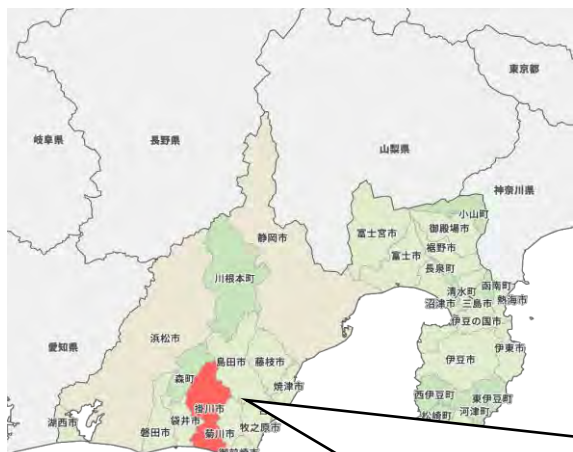 東京都
岐阜県
長野県
山梨県
神奈川県
小山町
静岡市
富士宮市
御殿場市
裾野市
富士市
長泉町
川根本町
清水町
函南町
沼津市
三島市
熱海市
伊豆の国市
愛知県
浜松市
伊東市
島田市
藤枝市
伊豆市
森町
焼津市
西伊豆町
東伊豆町
掛川市
湖西市
袋井市
河津町
松崎町
磐田市
菊川市
牧之原市